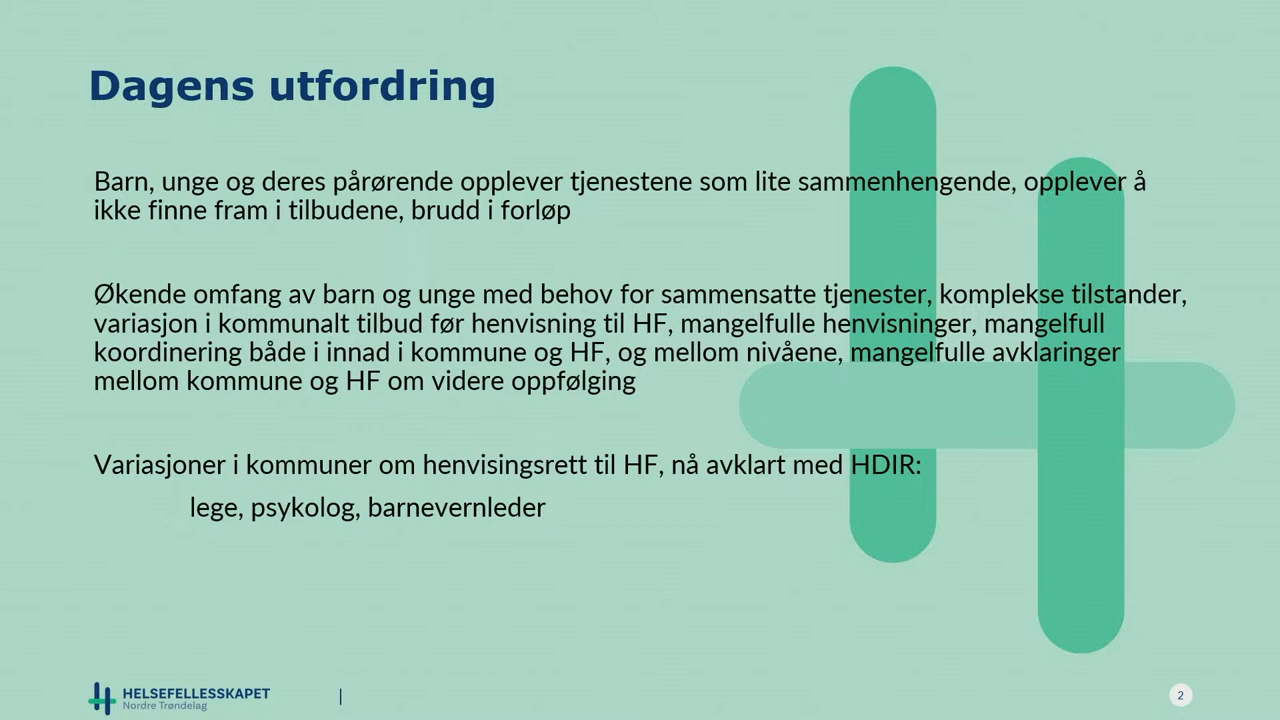 Dagens utfordring
Barn, unge og deres pårørende opplever tjenestene som lite sammenhengende, opplever å
ikke finne fram i tilbudene, brudd i forløp
Økende omfang av barn og unge med behov for sammensatte tjenester, komplekse tilstander,
variasjon i kommunalt tilbud før henvisning til HF, mangelfulle henvisninger, mangelfull
koordinering både i innad i kommune og HF, og mellom nivåene, mangelfulle avklaringer
mellom kommune og HF om videre oppfølging
Variasjoner i kommuner om henvisingsrett til HF, nå avklart med HDIR:
lege, psykolog, barnevernleder
HELSEFELLESSKAPET
Nordre Trøndelag
|
2